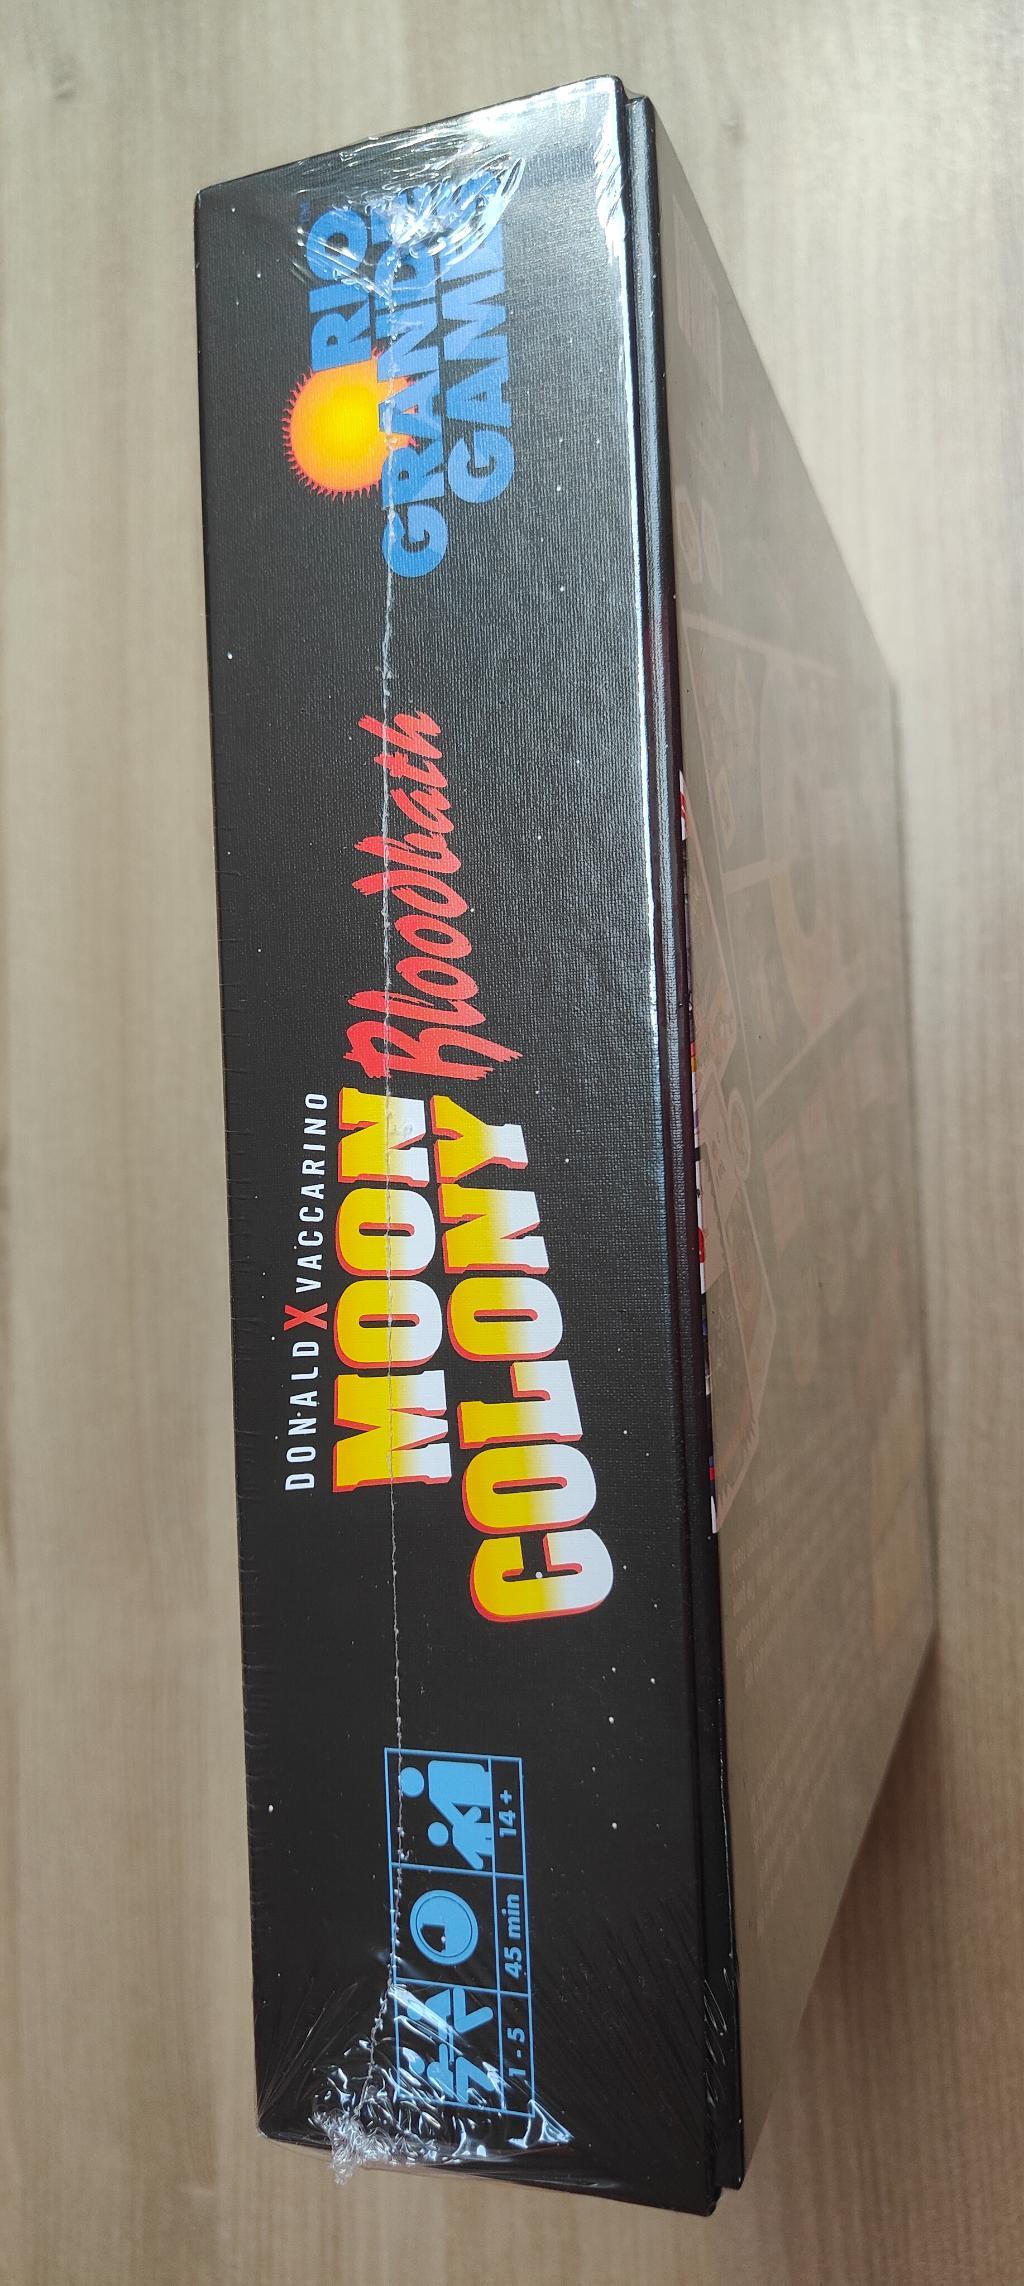 DONALD X VACCARINO
MOON
COLONY
Bloodbath
RIO
GRANDE
GAMES
1 - 5
45 min
14 +